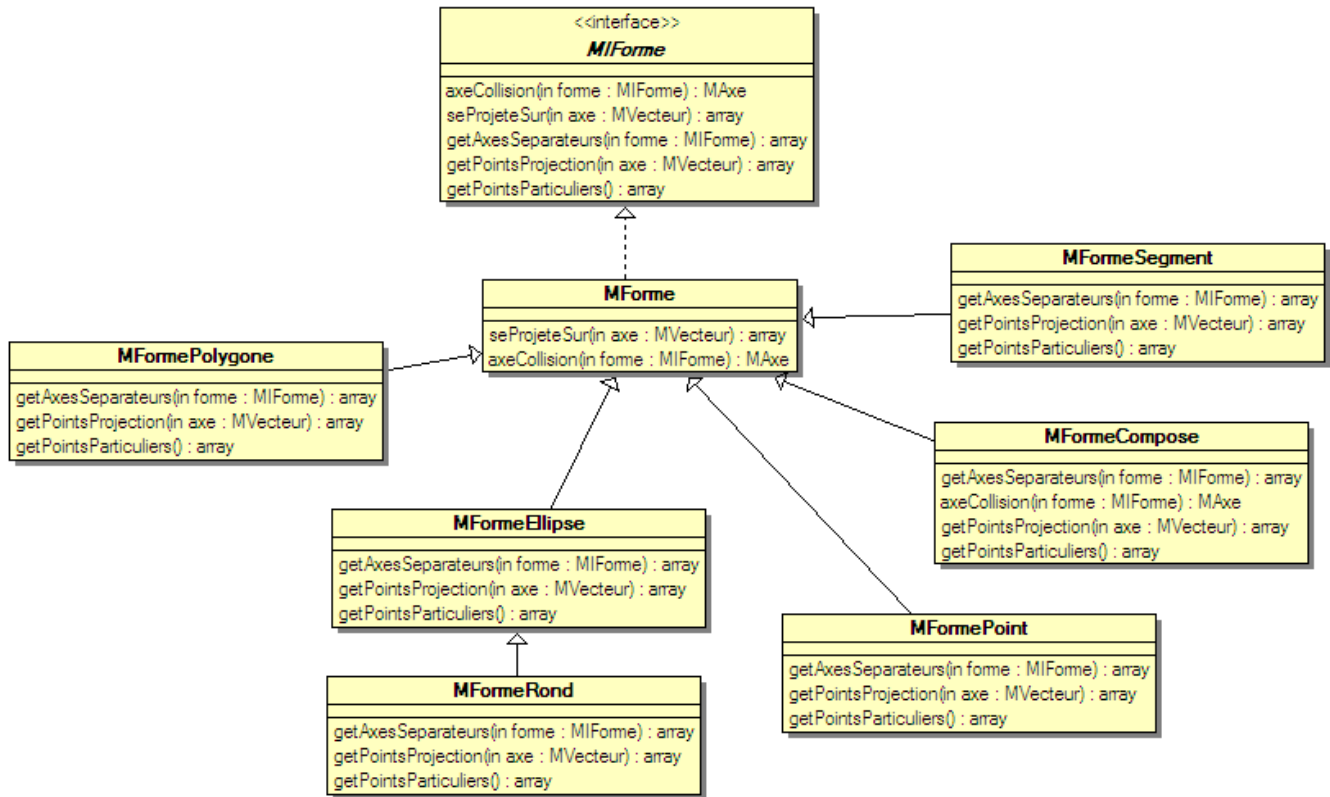 <<interface>>
MIForme
axeCollision(in forme : MIForme) : MAxe
seProjeteSur(in axe : MVecteur) : array
getAxesSeparateurs(in forme : MIForme) : array
getPointsProjection(in axe : MVecteur) : array
getPointsParticuliers() : array
MFormeSegment
getAxesSeparateurs(in forme : MIForme) : array
getPointsProjection(in axe : MVecteur) : array
getPointsParticuliers() : array
MForme
seProjeteSur(in axe : MVecteur) : array
axeCollision(in forme : MIForme) : MAxe
MFormePolygone
getAxesSeparateurs(in forme : MIForme) : array
getPointsProjection(in axe : MVecteur) : array
getPointsParticuliers() : array
MFormeCompose
getAxesSeparateurs(in forme : MIForme) : array
axeCollision(in forme : MIForme) : MAxe
getPointsProjection(in axe : MVecteur) : array
getPointsParticuliers() : array
MFormeEllipse
getAxesSeparateurs(in forme : MIForme) : array
getPointsProjection(in axe : MVecteur) : array
getPointsParticuliers() : array
MFormePoint
getAxesSeparateurs(in forme : MIForme) : array
getPointsProjection(in axe : MVecteur) : array
getPointsParticuliers() : array
MFormeRond
getAxesSeparateurs(in forme : MIForme) : array
getPointsProjection(in axe : MVecteur) : array
getPointsParticuliers() : array